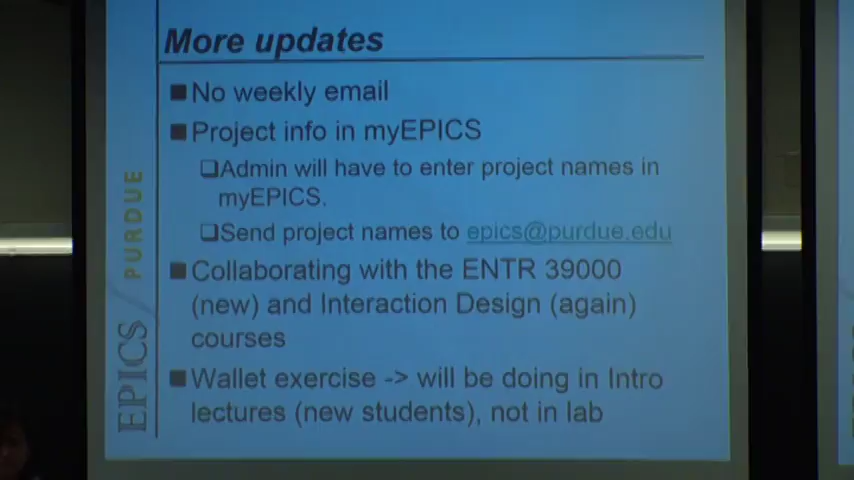 More updates
No weekly email
Project info in myEPICS
Admin will have to enter project names in
myEPICS.
Send project names to epics@purdue.edu
Collaborating with the ENTR 39000
(new) and Interaction Design (again)
courses
Wallet exercise -> will be doing in Intro
lectures (new students), not in lab
EPICS / PURDUE